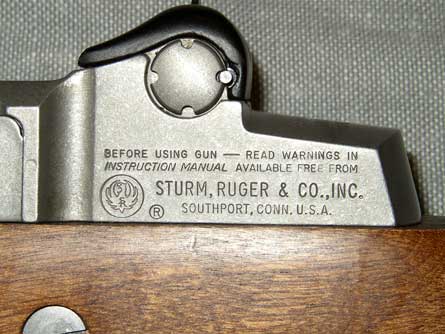 BEFORE USING GUN — READ WARNINGS IN
INSTRUCTION MANUAL AVAILABLE FREE FROM
STURM, RUGER & CO., INC.
® SOUTHPORT, CONN. U.S.A.